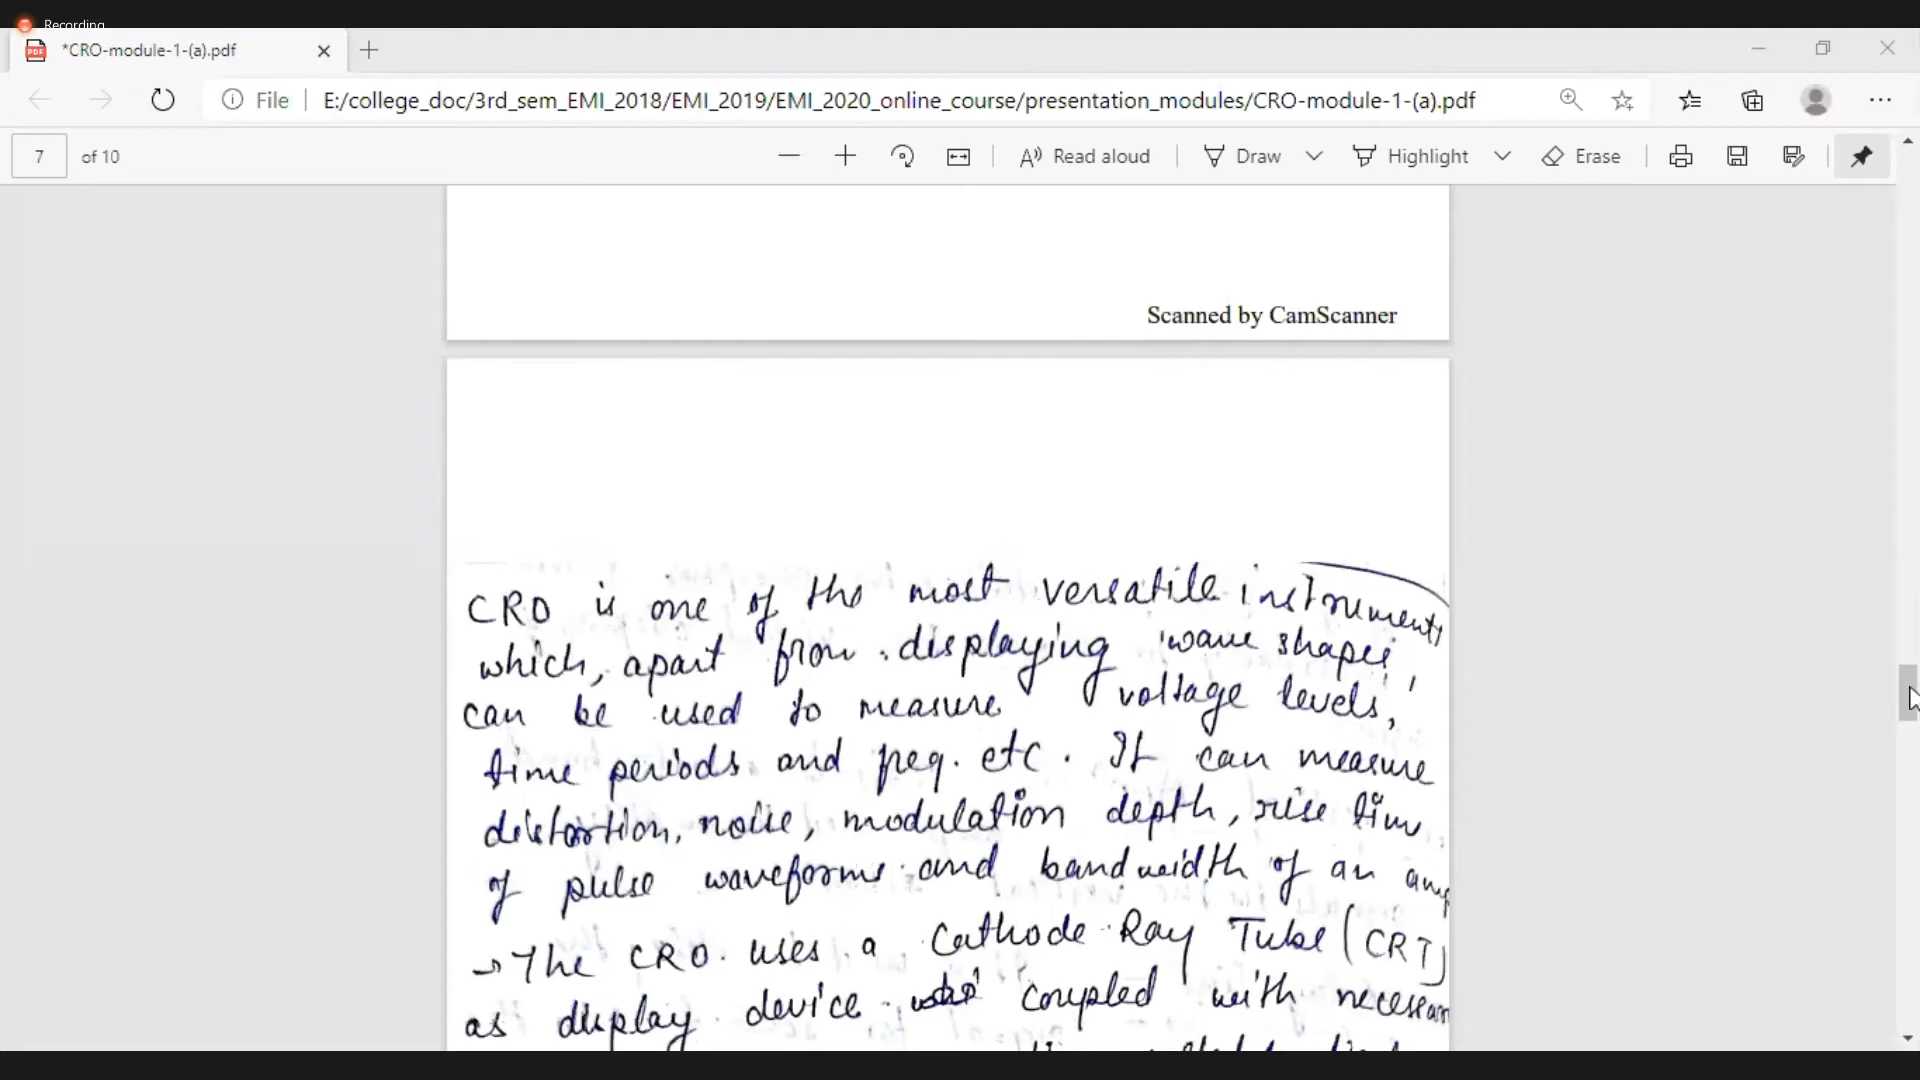 Recording
*CRO-module-1-(a).pdf
File E:/college_doc/3rd_sem_EMI_2018/EMI_2019/EMI_2020_online_course/presentation_modules/CRO-module-1-(a).pdf
7 of 10 Read aloud Draw Highlight Erase
Scanned by CamScanner
CRO is one of the most versatile instruments
which, apart from displaying wave shapes,
can be used to measure voltage levels,
time periods and freq. etc. It can measure
distortion, noise, modulation depth, rise time
of pulse waveforms and bandwidth of an amp
→ The CRO uses a Cathode Ray Tube (CRT)
as display device coupled with necessar